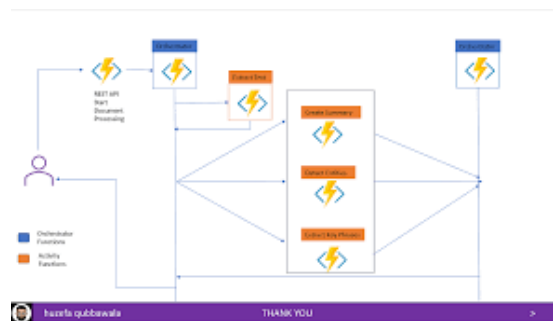 Orchestrator
Orchestrator
Extract Text
REST API
Start
Document
Processing
Create Summary
Extract Entities
Extract Key Phrases
Orchestrator
Functions
Activity
Functions
huzefa qubbawala
THANK YOU
>